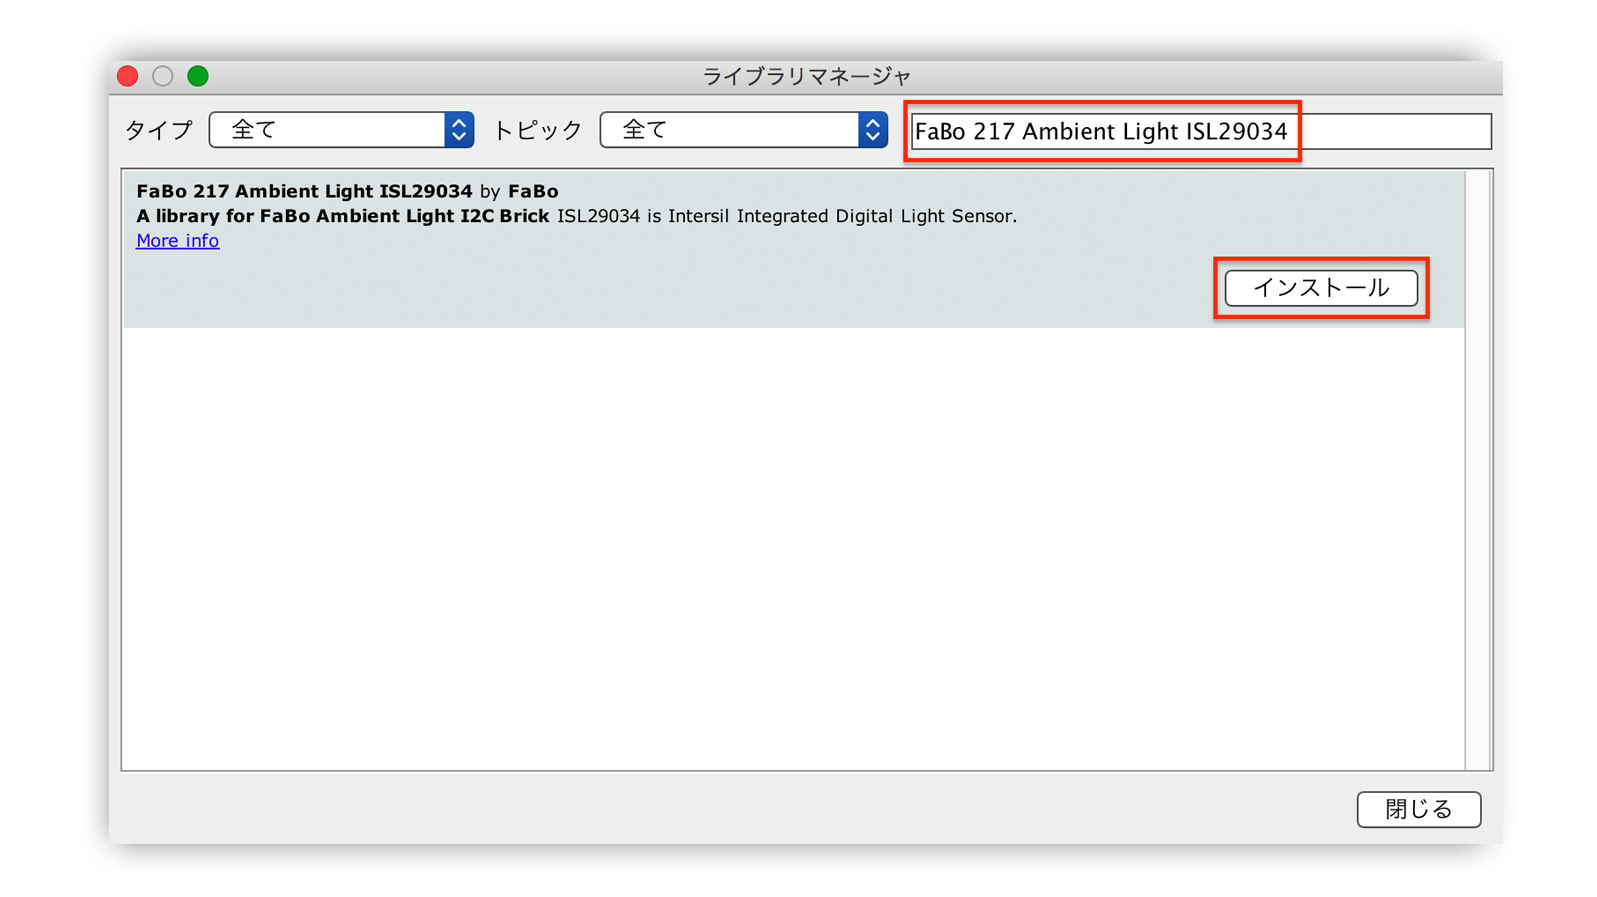 ライブラリマネージャ
タイプ 全て トピック 全て FaBo 217 Ambient Light ISL29034
FaBo 217 Ambient Light ISL29034 by FaBo
A library for FaBo Ambient Light I2C Brick ISL29034 is Intersil Integrated Digital Light Sensor.
More info
インストール
閉じる